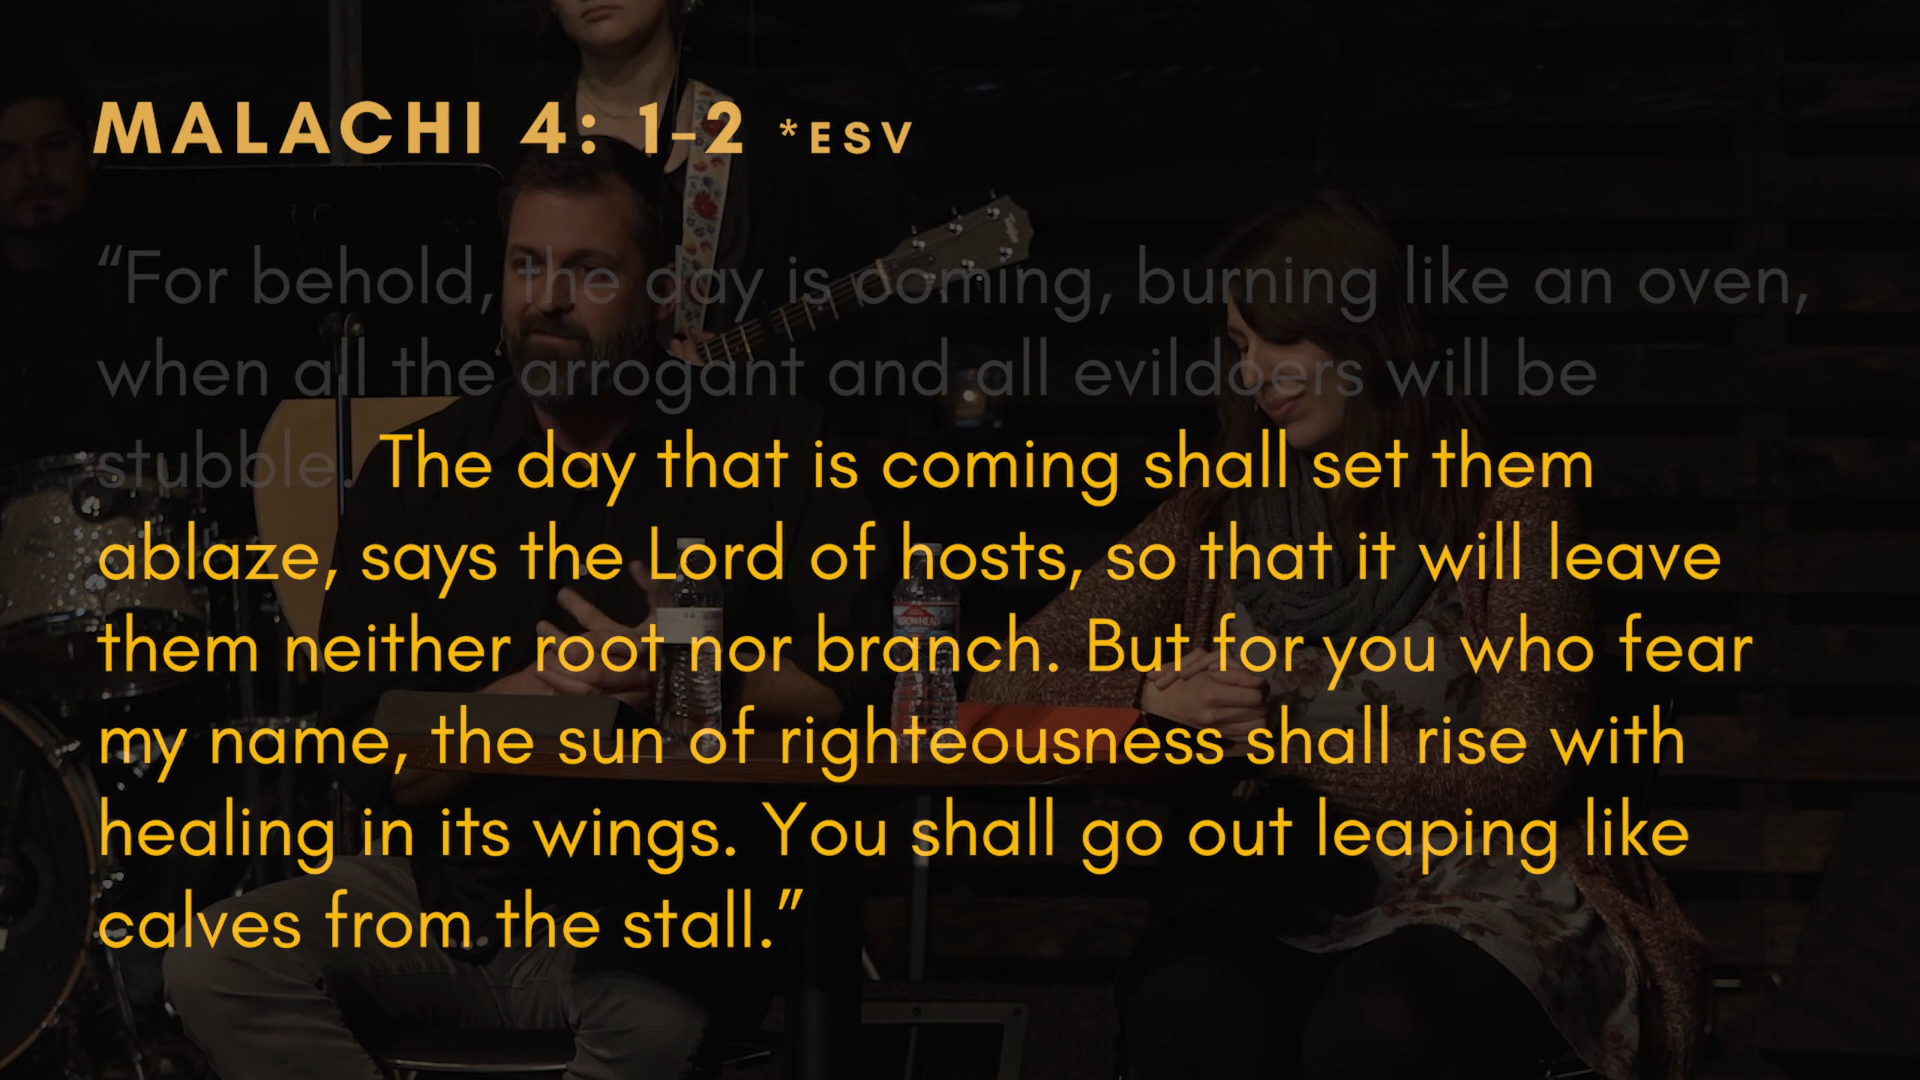 MALACHI 4: 1-2 *ESV
“For behold, the day is coming, burning like an oven,
when all the arrogant and all evildoers will be
stubble. The day that is coming shall set them
ablaze, says the Lord of hosts, so that it will leave
them neither root nor branch. But for you who fear
my name, the sun of righteousness shall rise with
healing in its wings. You shall go out leaping like
calves from the stall.”